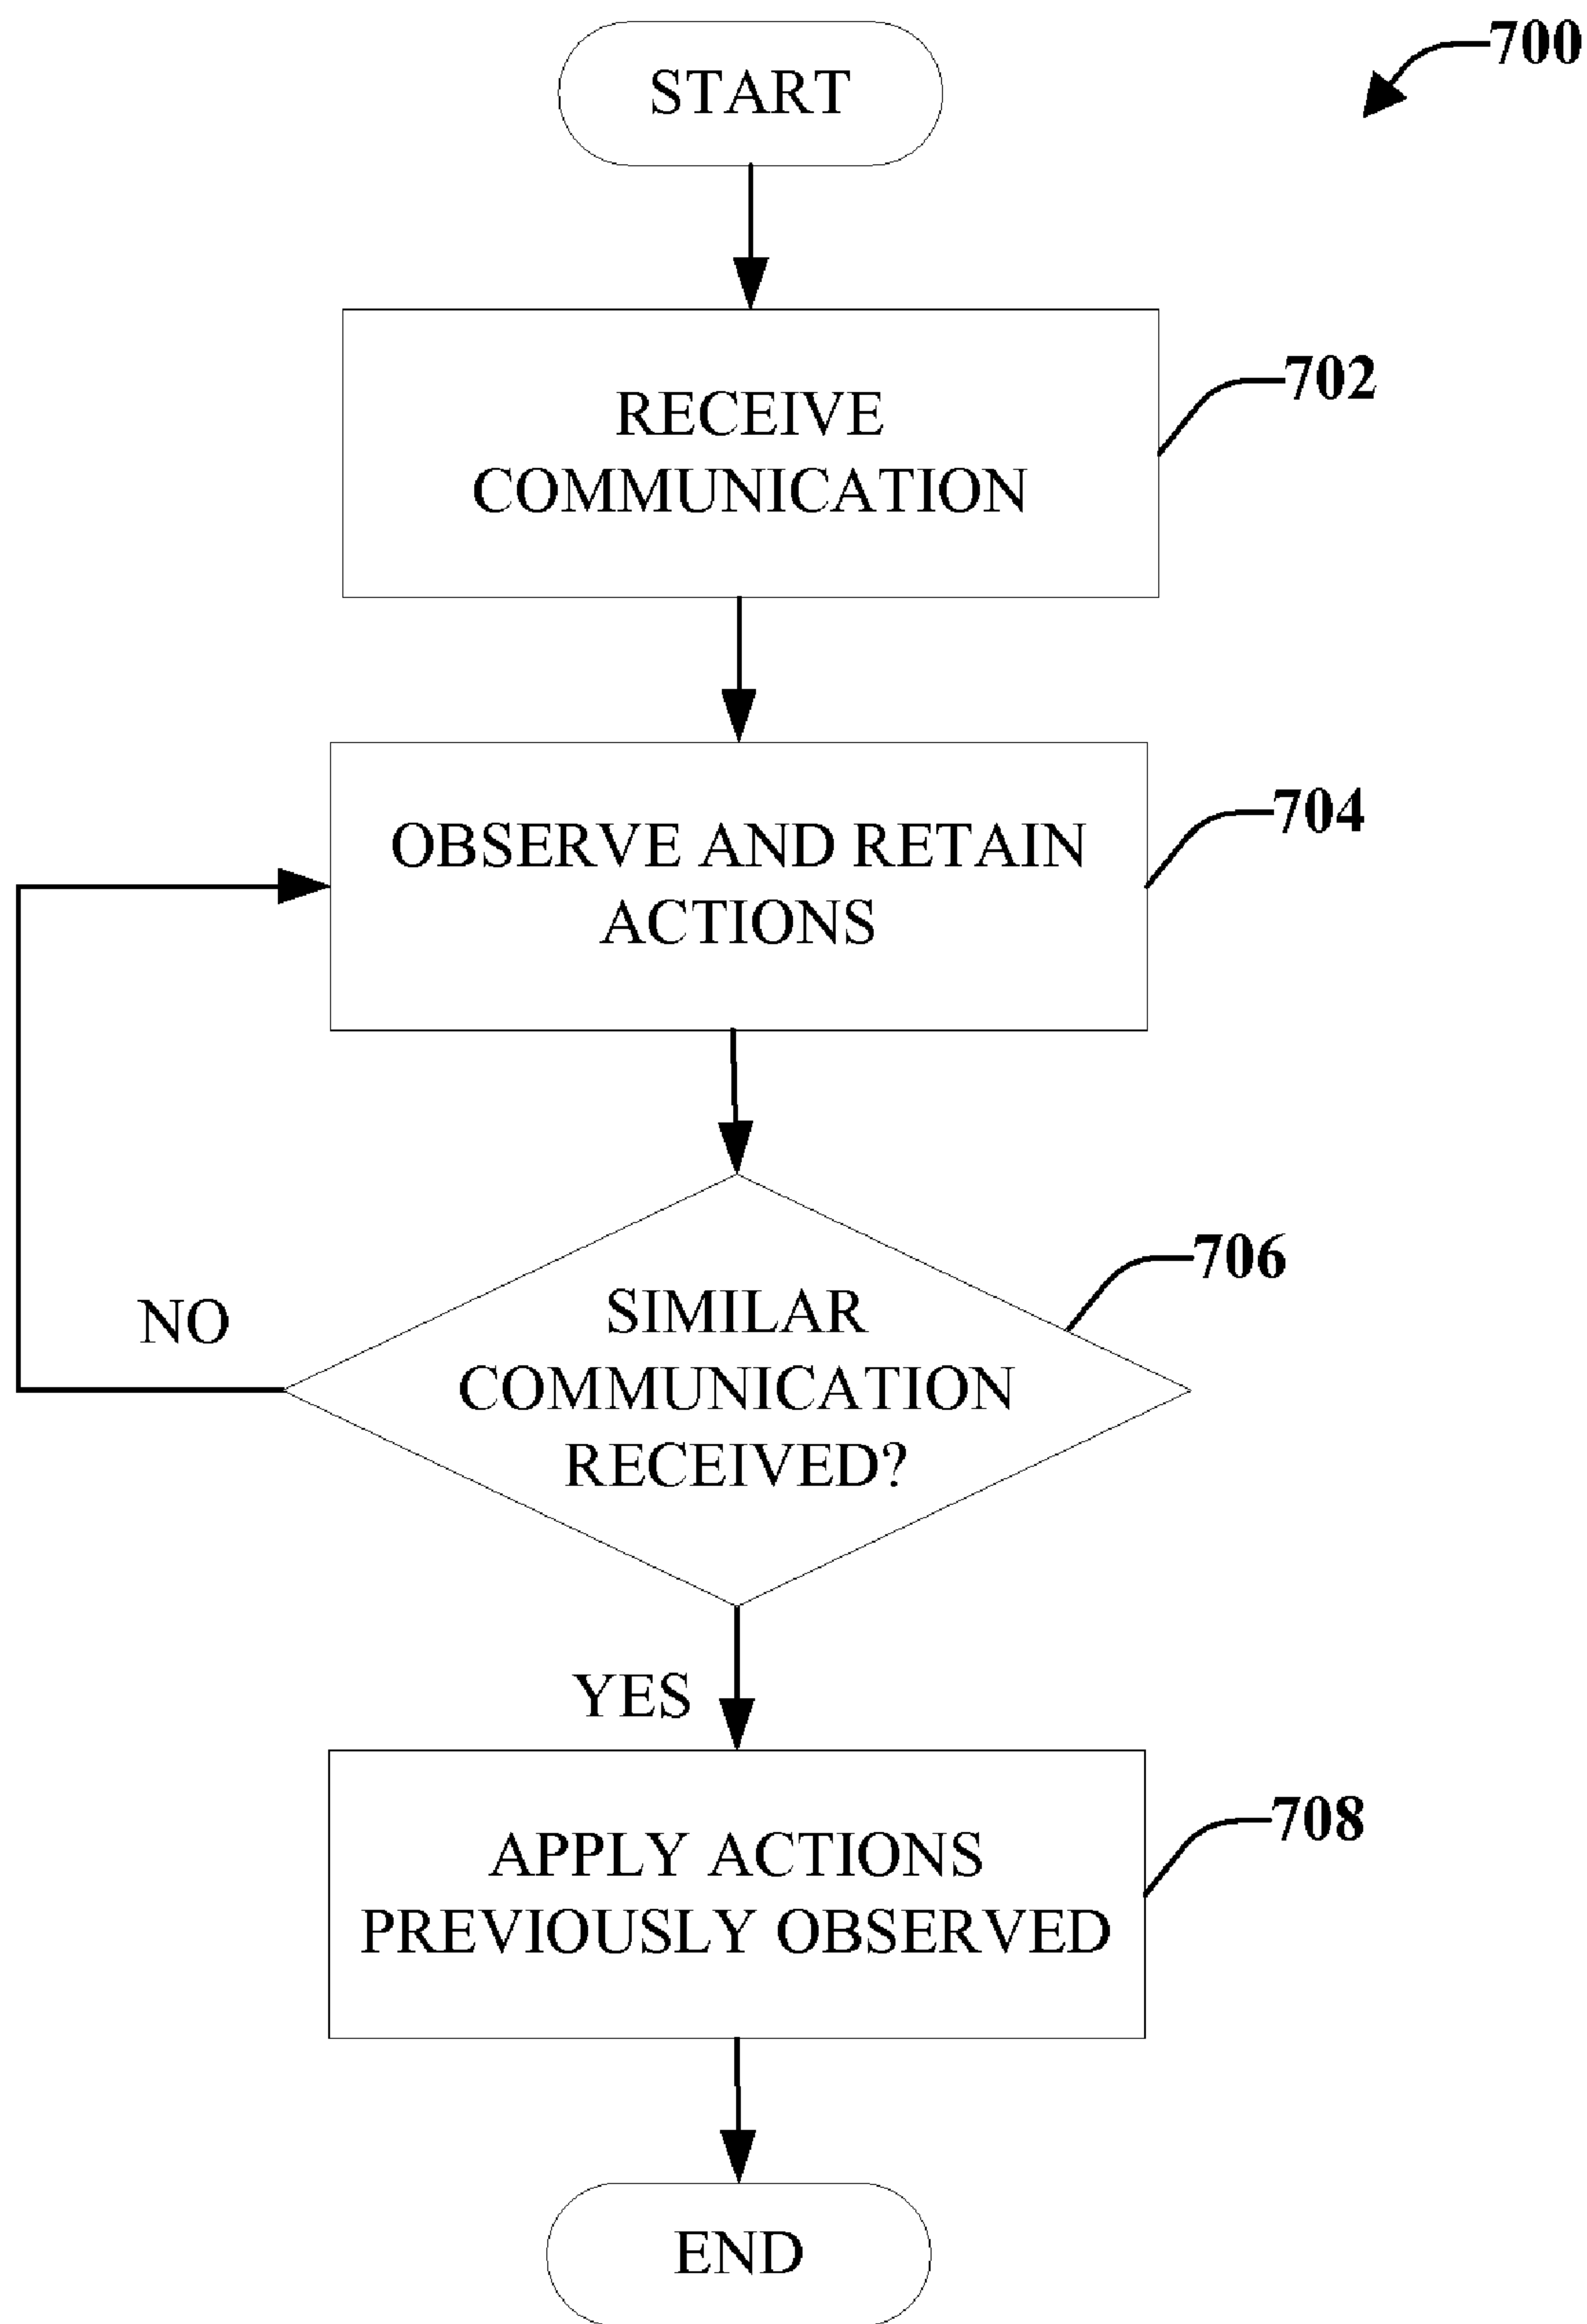 START
700
RECEIVE
COMMUNICATION
702
OBSERVE AND RETAIN
ACTIONS
704
SIMILAR
COMMUNICATION
RECEIVED?
706
NO
YES
APPLY ACTIONS
PREVIOUSLY OBSERVED
708
END